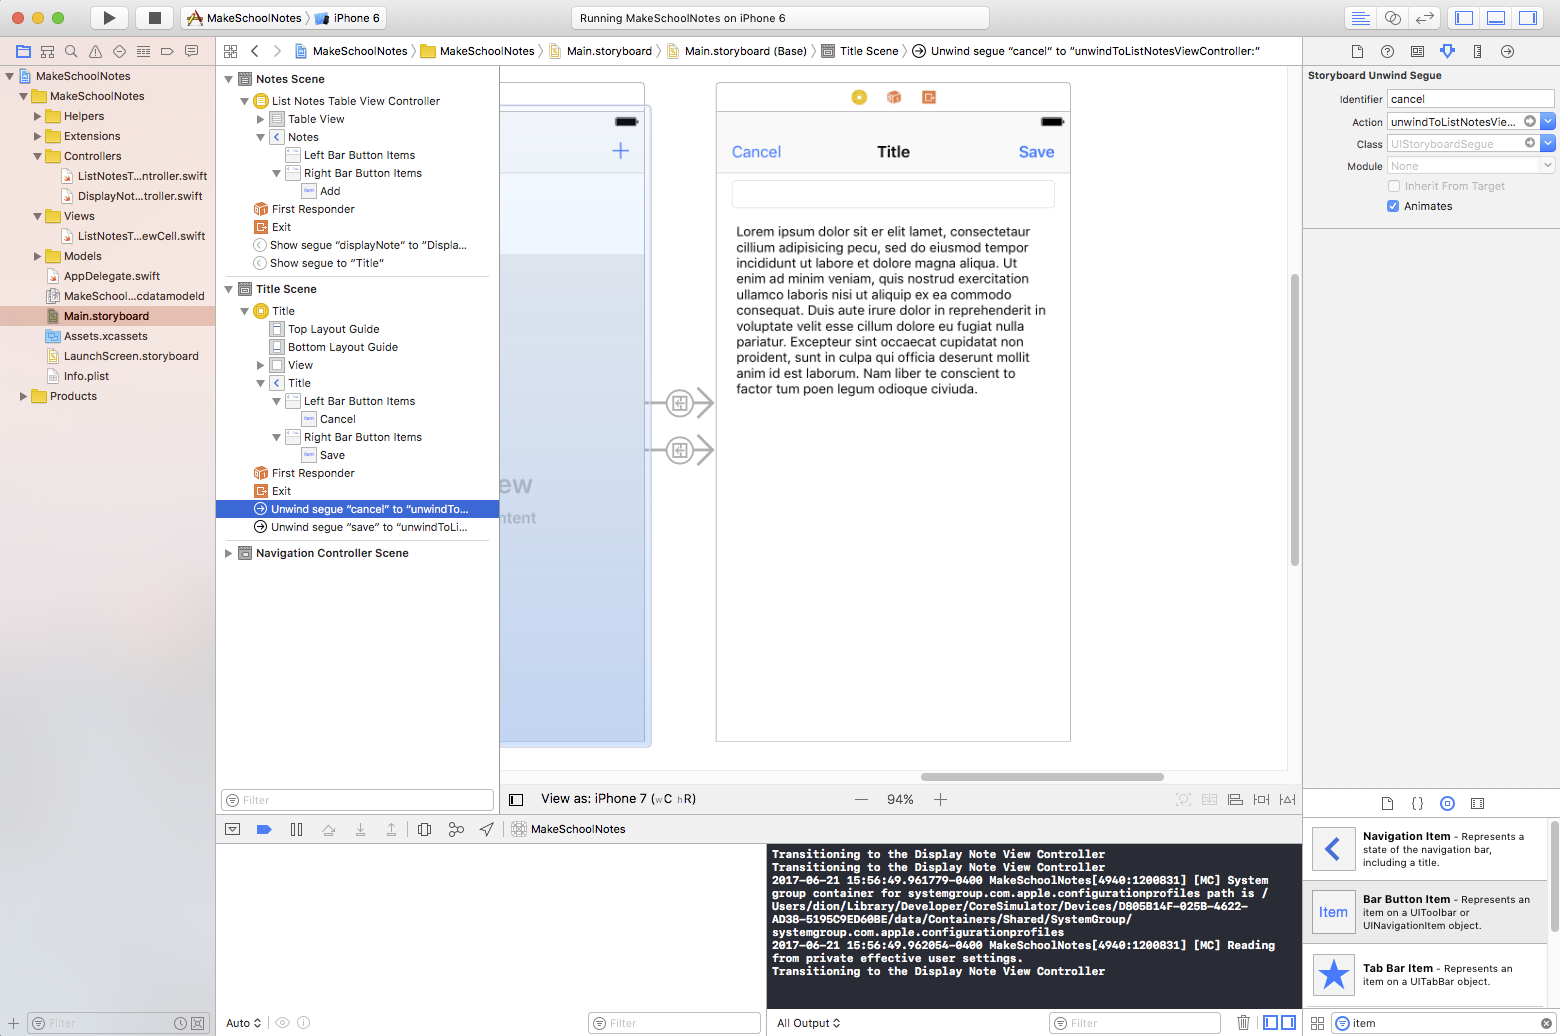 MakeSchoolNotes
iPhone 6
Running MakeSchoolNotes on iPhone 6
MakeSchoolNotes
MakeSchoolNotes
Main.storyboard
Main.storyboard (Base)
Title Scene
Unwind segue “cancel” to “unwindToListNotesViewController:”
MakeSchoolNotes
MakeSchoolNotes
Helpers
Extensions
Controllers
ListNotesT...ntroller.swift
DisplayNot...troller.swift
Views
ListNotesT...ewCell.swift
Models
AppDelegate.swift
MakeSchool...cdatamodeld
Main.storyboard
Assets.xcassets
LaunchScreen.storyboard
Info.plist
Products
Filter
Notes Scene
List Notes Table View Controller
Table View
Notes
Left Bar Button Items
Right Bar Button Items
Item
Add
First Responder
Exit
Show segue “displayNote” to “Displa...
Show segue to “Title”
Title Scene
Title
Top Layout Guide
Bottom Layout Guide
View
Title
Left Bar Button Items
Item
Cancel
Right Bar Button Items
Item
Save
First Responder
Exit
Unwind segue “cancel” to “unwindTo...
Unwind segue “save” to “unwindToLi...
Navigation Controller Scene
Filter
ew
ntent
Cancel
Title
Save
Lorem ipsum dolor sit er elit lamet, consectetaur
cillium adipisicing pecu, sed do eiusmod tempor
incididunt ut labore et dolore magna aliqua. Ut
enim ad minim veniam, quis nostrud exercitation
ullamco laboris nisi ut aliquip ex ea commodo
consequat. Duis aute irure dolor in reprehenderit in
voluptate velit esse cillum dolore eu fugiat nulla
pariatur. Excepteur sint occaecat cupidatat non
proident, sunt in culpa qui officia deserunt mollit
anim id est laborum. Nam liber te conscient to
factor tum poen legum odioque civiuda.
View as: iPhone 7 (wC hR)
94%
MakeSchoolNotes
Auto
Filter
Transitioning to the Display Note View Controller
Transitioning to the Display Note View Controller
2017-06-21 15:56:49.961779-0400 MakeSchoolNotes[4940:1200831] [MC] System
group container for systemgroup.com.apple.configurationprofiles path is /
Users/dion/Library/Developer/CoreSimulator/Devices/D805B14F-025B-4622-
AD38-5195C9ED60BE/data/Containers/Shared/SystemGroup/
systemgroup.com.apple.configurationprofiles
2017-06-21 15:56:49.962054-0400 MakeSchoolNotes[4940:1200831] [MC] Reading
from private effective user settings.
Transitioning to the Display Note View Controller
All Output
Filter
Storyboard Unwind Segue
Identifier
cancel
Action
unwindToListNotesVie...
Class
UIStoryboardSegue
Module
None
Inherit From Target
Animates
Navigation Item - Represents a
state of the navigation bar,
including a title.
Item
Bar Button Item - Represents an
item on a UIToolbar or
UINavigationItem object.
Tab Bar Item - Represents an
item on a UITabBar object.
item